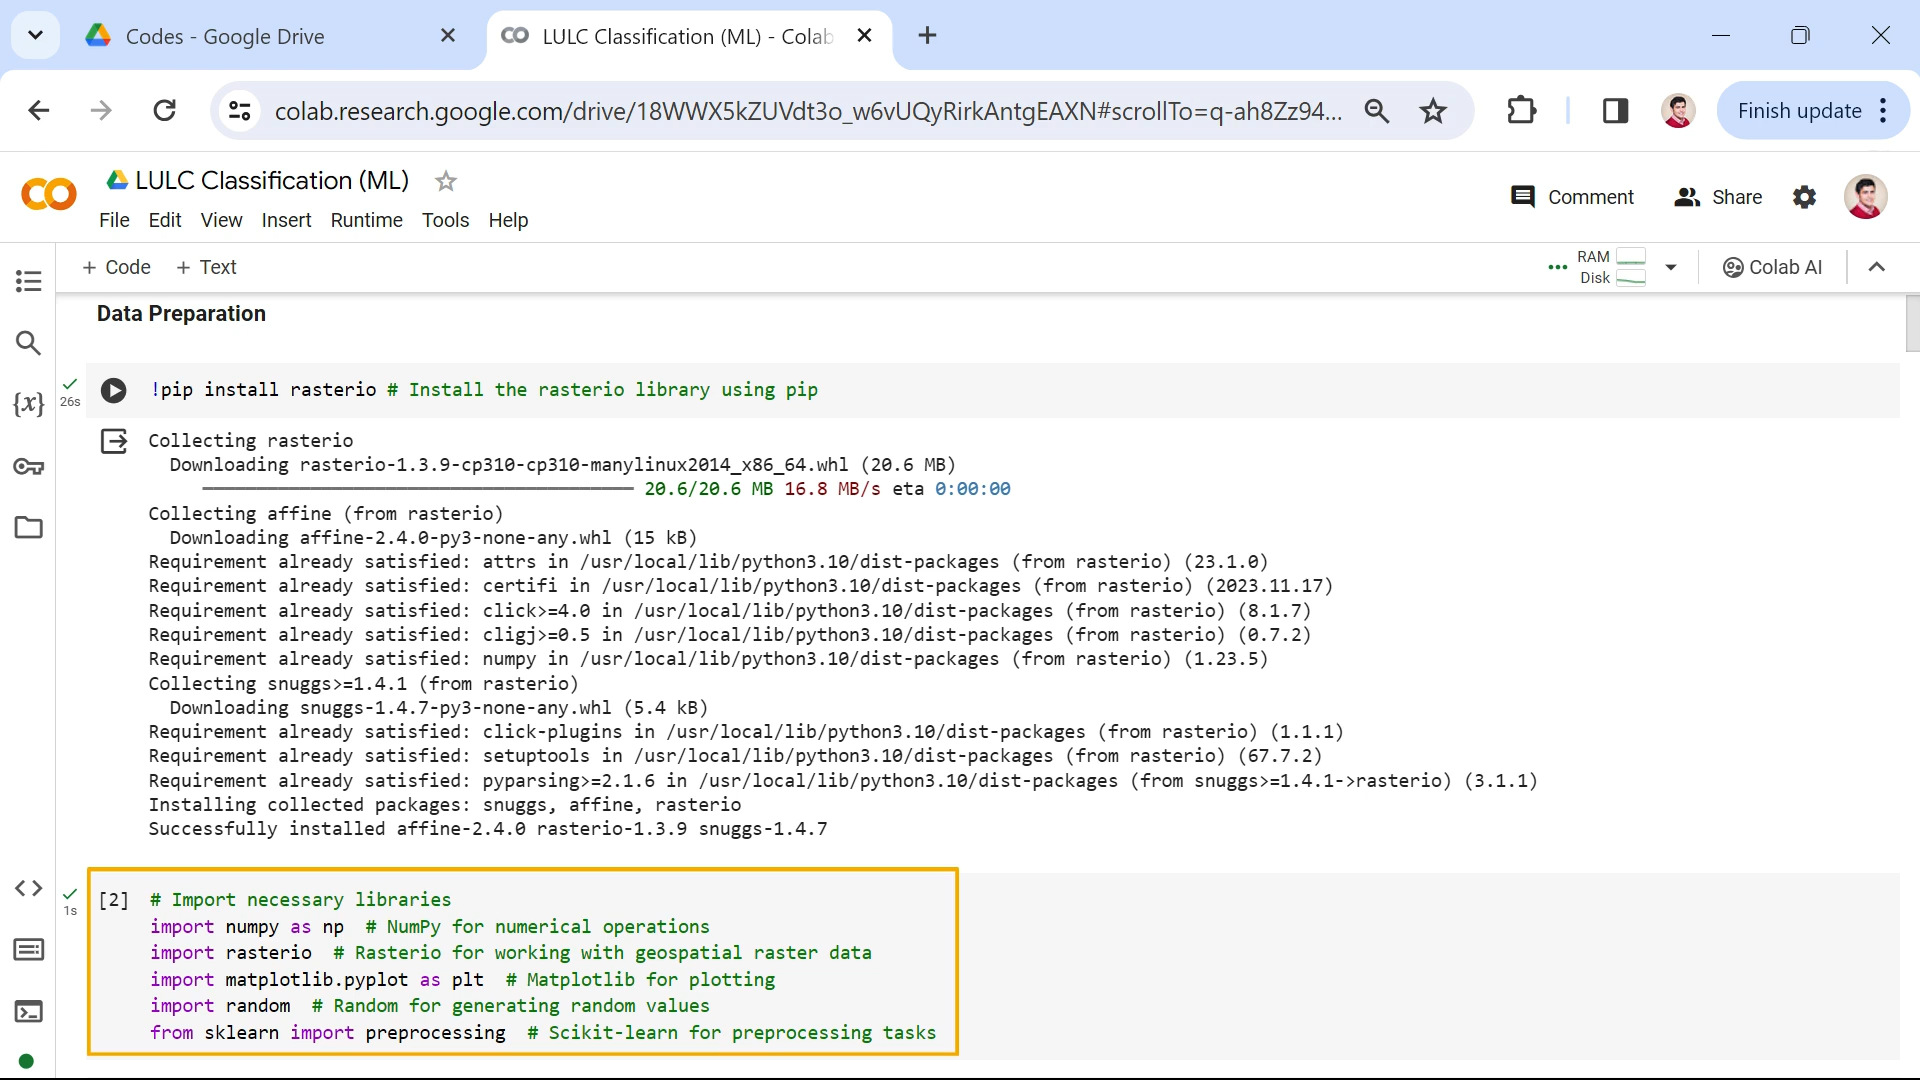 Codes - Google Drive
LULC Classification (ML) - Colab
colab.research.google.com/drive/18WWX5kZUVdt3o_w6vUQyRirkAntgEAXN#scrollTo=q-ah8Zz94...
Finish update
LULC Classification (ML)
File Edit View Insert Runtime Tools Help
Comment
Share
+ Code + Text
RAM
Disk
Colab AI
Data Preparation
26s
!pip install rasterio # Install the rasterio library using pip
Collecting rasterio
Downloading rasterio-1.3.9-cp310-cp310-manylinux2014_x86_64.whl (20.6 MB)
20.6/20.6 MB 16.8 MB/s eta 0:00:00
Collecting affine (from rasterio)
Downloading affine-2.4.0-py3-none-any.whl (15 kB)
Requirement already satisfied: attrs in /usr/local/lib/python3.10/dist-packages (from rasterio) (23.1.0)
Requirement already satisfied: certifi in /usr/local/lib/python3.10/dist-packages (from rasterio) (2023.11.17)
Requirement already satisfied: click>=4.0 in /usr/local/lib/python3.10/dist-packages (from rasterio) (8.1.7)
Requirement already satisfied: cligj>=0.5 in /usr/local/lib/python3.10/dist-packages (from rasterio) (0.7.2)
Requirement already satisfied: numpy in /usr/local/lib/python3.10/dist-packages (from rasterio) (1.23.5)
Collecting snuggs>=1.4.1 (from rasterio)
Downloading snuggs-1.4.7-py3-none-any.whl (5.4 kB)
Requirement already satisfied: click-plugins in /usr/local/lib/python3.10/dist-packages (from rasterio) (1.1.1)
Requirement already satisfied: setuptools in /usr/local/lib/python3.10/dist-packages (from rasterio) (67.7.2)
Requirement already satisfied: pyparsing>=2.1.6 in /usr/local/lib/python3.10/dist-packages (from snuggs>=1.4.1->rasterio) (3.1.1)
Installing collected packages: snuggs, affine, rasterio
Successfully installed affine-2.4.0 rasterio-1.3.9 snuggs-1.4.7
1s
[2] # Import necessary libraries
import numpy as np # NumPy for numerical operations
import rasterio # Rasterio for working with geospatial raster data
import matplotlib.pyplot as plt # Matplotlib for plotting
import random # Random for generating random values
from sklearn import preprocessing # Scikit-learn for preprocessing tasks
{x}